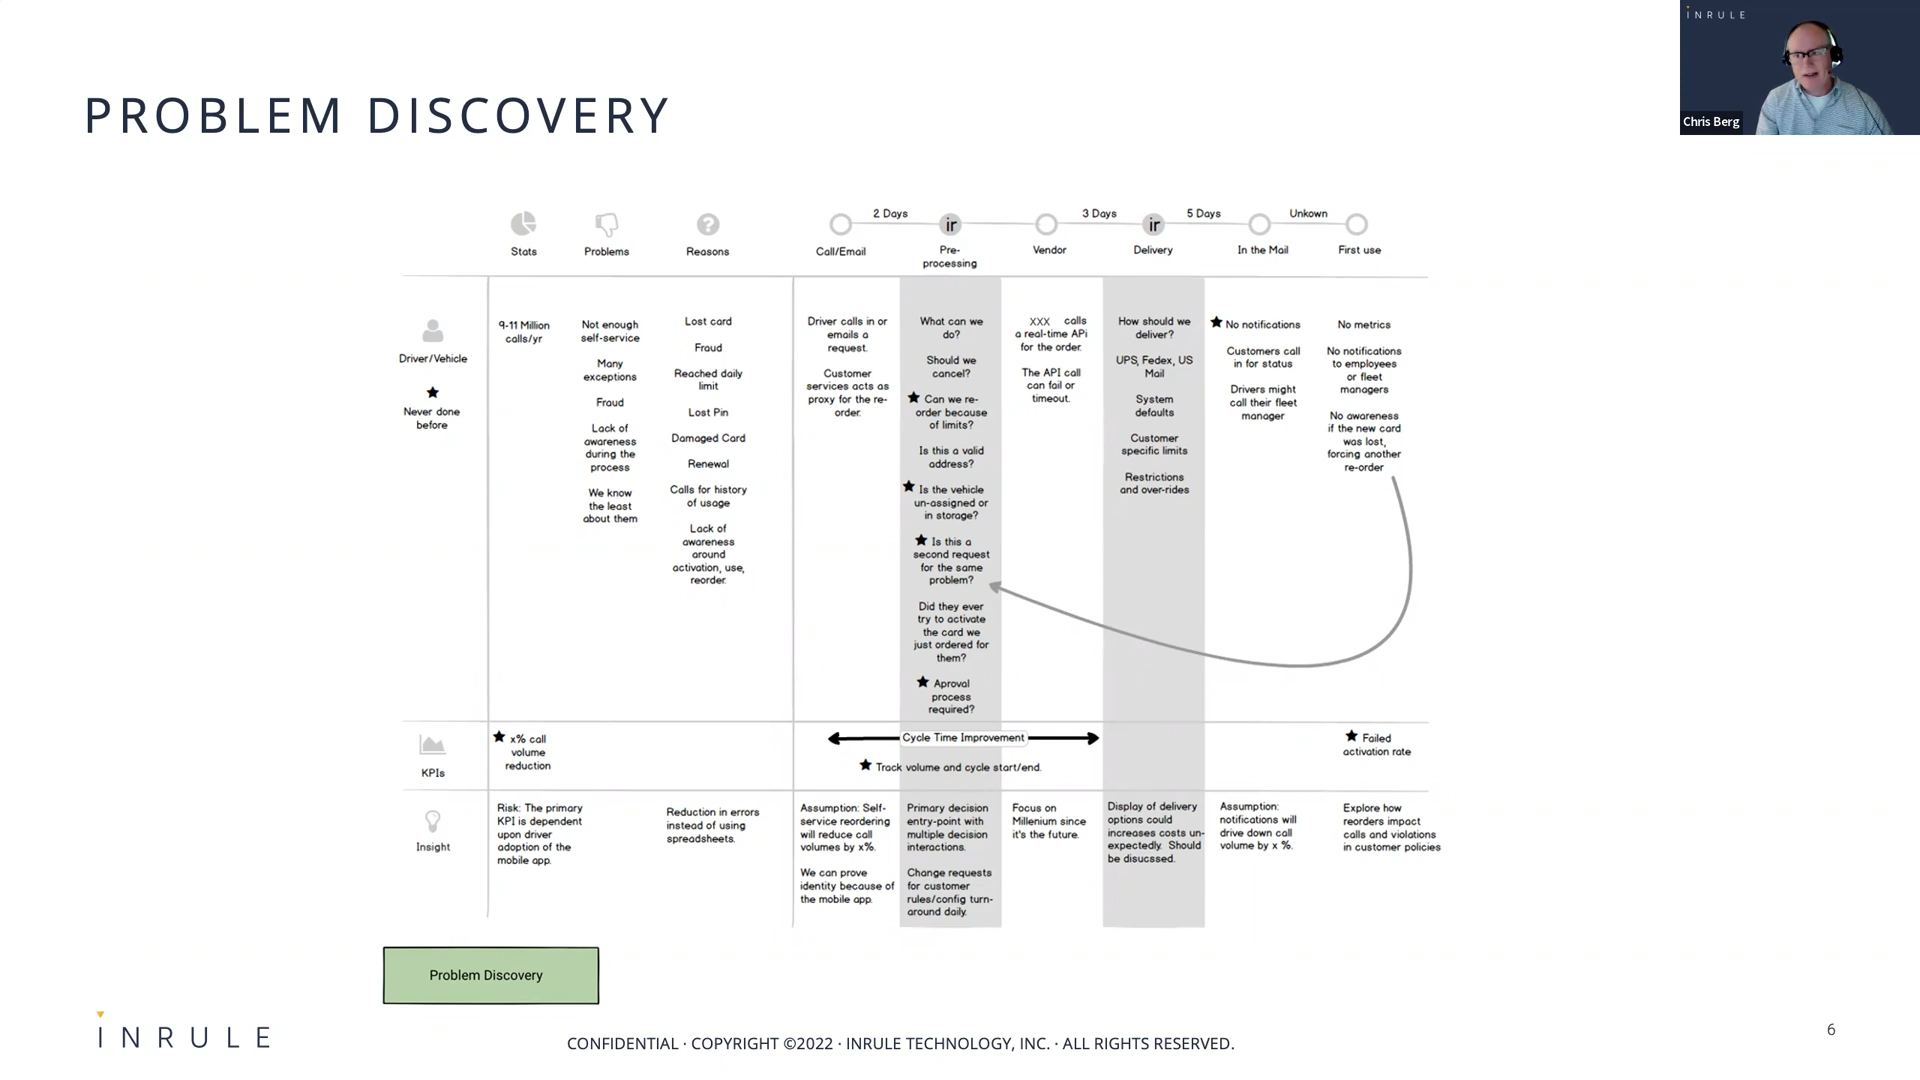 INRULE
Chris Berg
PROBLEM DISCOVERY
2 Days
3 Days
5 Days
Unkown
ir
ir
Stats
Problems
Reasons
Call/Email
Pre-
processing
Vendor
Delivery
In the Mail
First use
Driver/Vehicle
Never done
before
9-11 Million
calls/yr
Not enough
self-service
Many
exceptions
Fraud
Lack of
awareness
during the
process
We know
the least
about them
Lost card
Fraud
Reached daily
limit
Lost Pin
Damaged Card
Renewal
Calls for history
of usage
Lack of
awareness
around
activation, use,
reorder.
Driver calls in or
emails a
request.
Customer
services acts as
proxy for the re-
order.
What can we
do?
Should we
cancel?
Can we re-
order because
of limits?
Is this a valid
address?
Is the vehicle
un-assigned or
in storage?
Is this a
second request
for the same
problem?
Did they ever
try to activate
the card we
just ordered for
them?
Aproval
process
required?
XXX calls
a real-time APi
for the order.
The API call
can fail or
timeout.
How should we
deliver?
UPS, Fedex, US
Mail
System
defaults
Customer
specific limits
Restrictions
and over-rides
No notifications
Customers call
in for status
Drivers might
call their fleet
manager
No metrics
No notifications
to employees
or fleet
managers
No awareness
if the new card
was lost,
forcing another
re-order
KPIs
x% call
volume
reduction
Cycle Time Improvement
Track volume and cycle start/end.
Failed
activation rate
Insight
Risk: The primary
KPI is dependent
upon driver
adoption of the
mobile app.
Reduction in errors
instead of using
spreadsheets.
Assumption: Self-
service reordering
will reduce call
volumes by x%.
We can prove
identity because of
the mobile app.
Primary decision
entry-point with
multiple decision
interactions.
Change requests
for customer
rules/config turn-
around daily.
Focus on
Millenium since
it's the future.
Display of delivery
options could
increases costs un-
expectedly. Should
be disucssed.
Assumption:
notifications will
drive down call
volume by x %.
Explore how
reorders impact
calls and violations
in customer policies
Problem Discovery
INRULE
CONFIDENTIAL · COPYRIGHT ©2022 · INRULE TECHNOLOGY, INC. · ALL RIGHTS RESERVED.
6